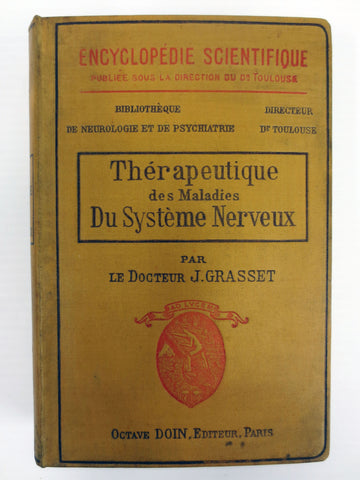 ENCYCLOPÉDIE SCIENTIFIQUE
PUBLIÉE SOUS LA DIRECTION DU Dr TOULOUSE
BIBLIOTHÈQUE
DE NEUROLOGIE ET DE PSYCHIATRIE
DIRECTEUR
Dr TOULOUSE
Thérapeutique
des Maladies
Du Système Nerveux
PAR
LE DOCTEUR J. GRASSET
OCTAVE DOIN, EDITEUR, PARIS